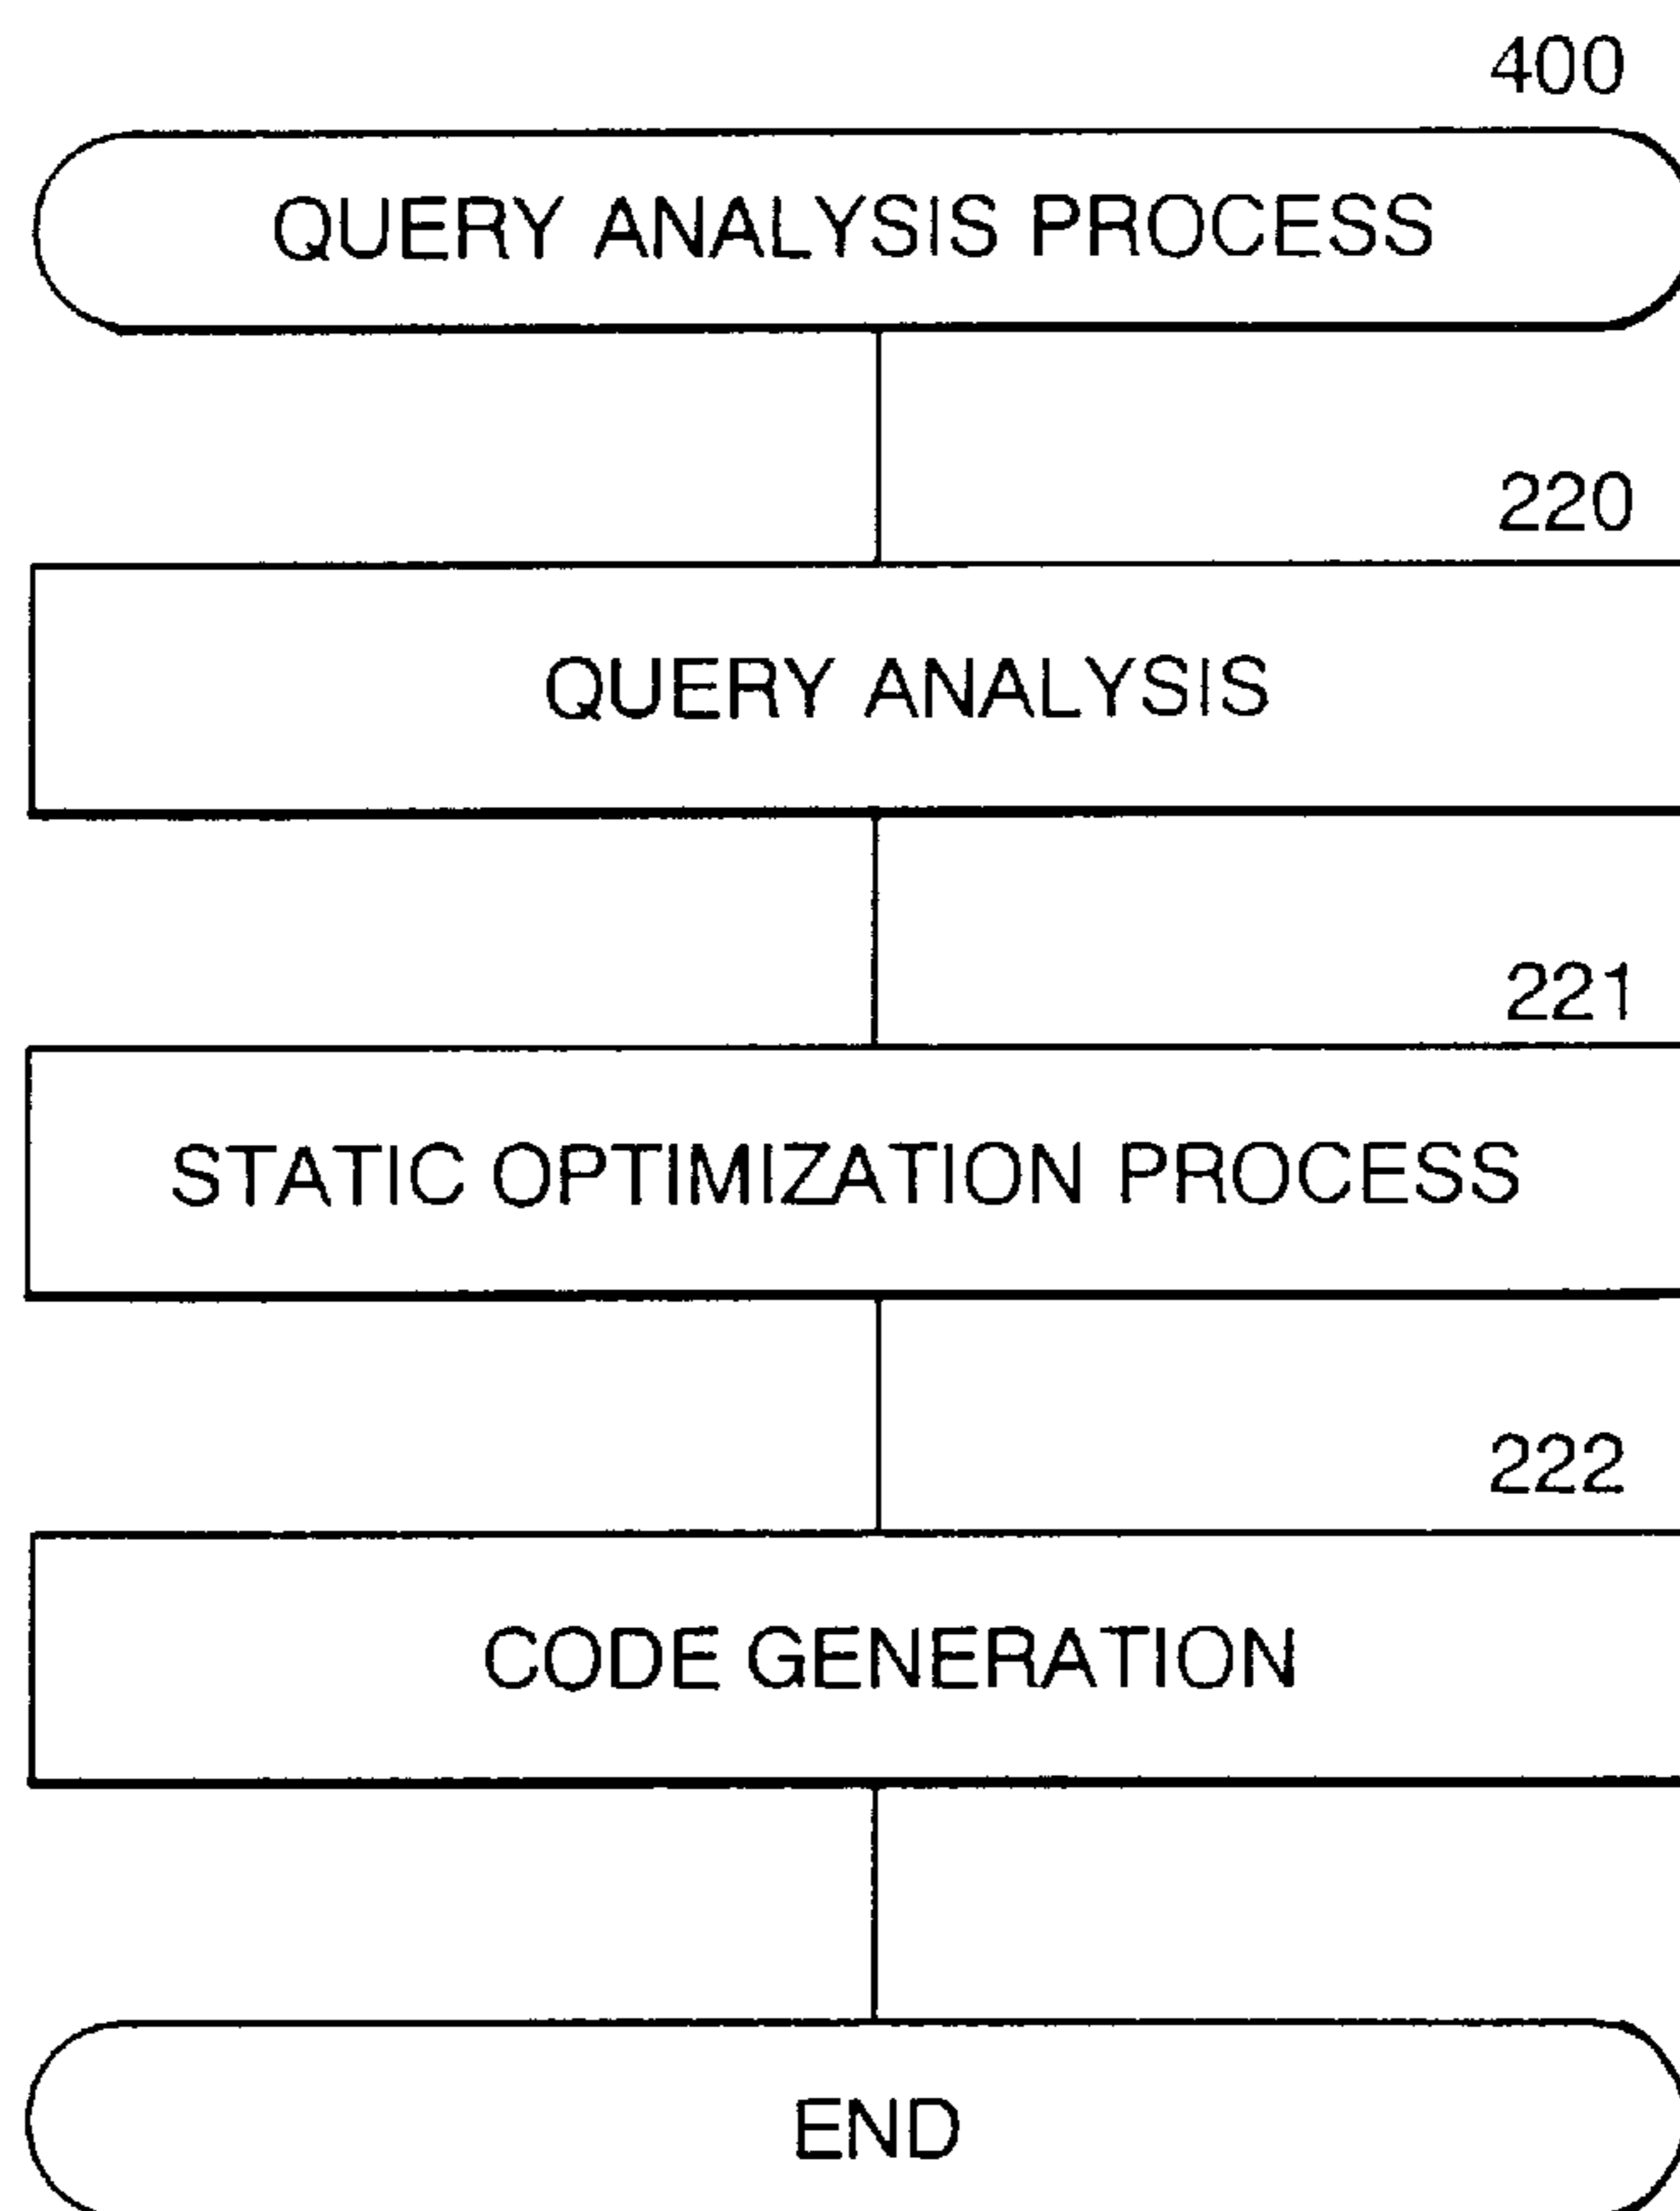 400
QUERY ANALYSIS PROCESS
220
QUERY ANALYSIS
221
STATIC OPTIMIZATION PROCESS
222
CODE GENERATION
END